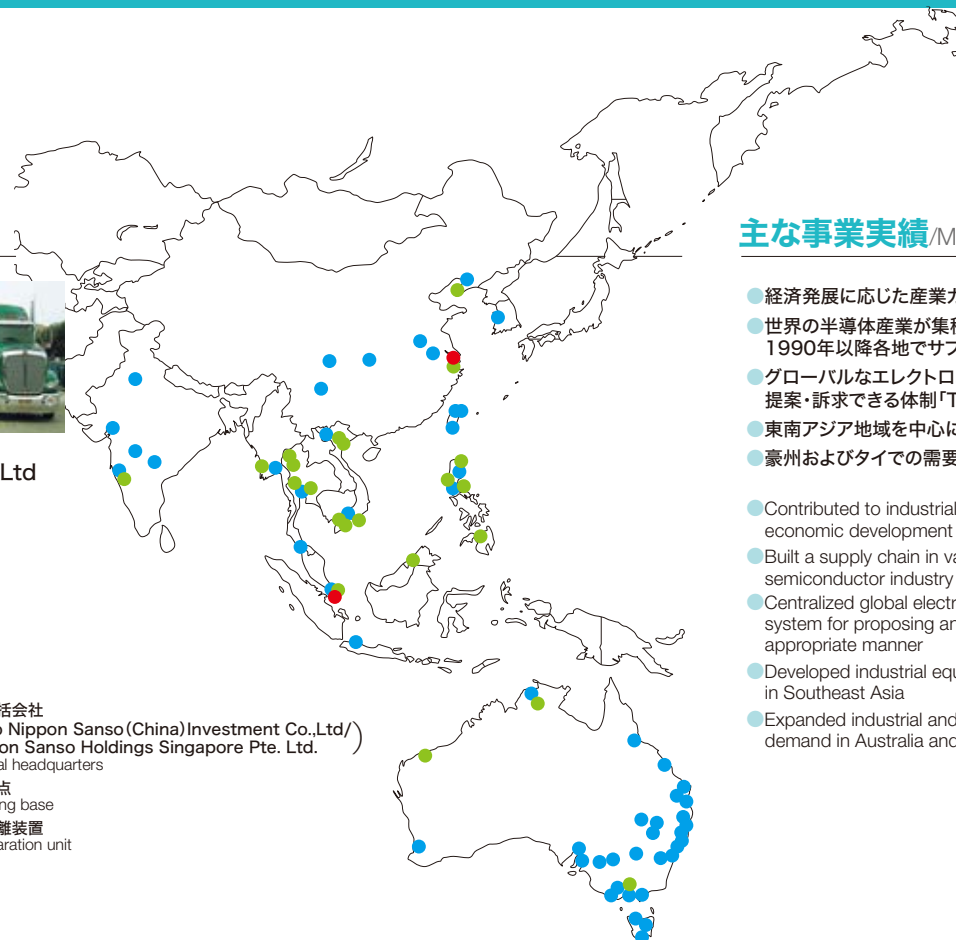 Ltd
括会社
Nippon Sanso(China)Investment Co.,Ltd/
on Sanso Holdings Singapore Pte. Ltd.
al headquarters
点
ng base
離装置
aration unit
主な事業実績/M
●経済発展に応じた産業ガ
●世界の半導体産業が集積
1990年以降各地でサプ
●グローバルなエレクトロ
提案・訴求できる体制「T
●東南アジア地域を中心に
●豪州およびタイでの需要
●Contributed to industrial
economic development
●Built a supply chain in va
semiconductor industry
●Centralized global electr
system for proposing an
appropriate manner
●Developed industrial equ
in Southeast Asia
●Expanded industrial and
demand in Australia and